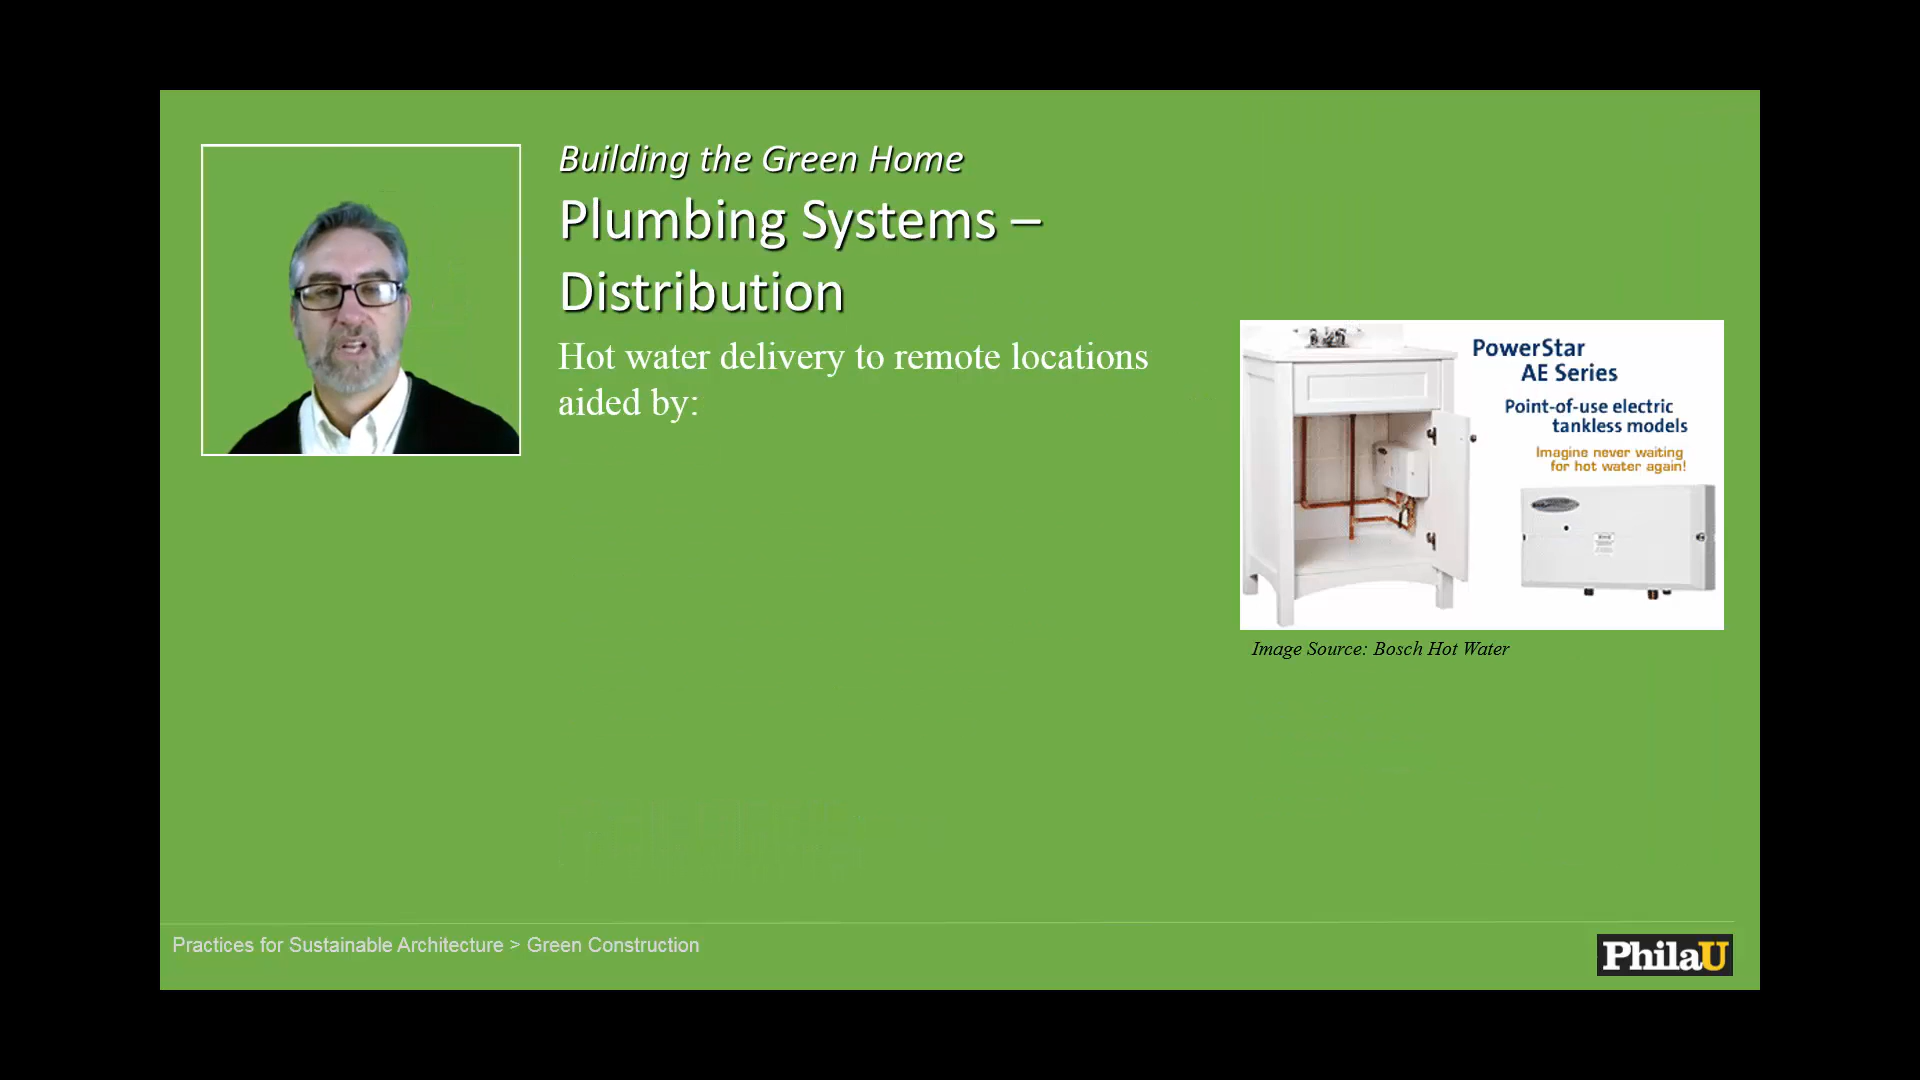 Building the Green Home
Plumbing Systems –
Distribution
Hot water delivery to remote locations
aided by:
PowerStar
AE Series
Point-of-use electric
tankless models
Imagine never waiting
for hot water again!
Image Source: Bosch Hot Water
Practices for Sustainable Architecture > Green Construction
PhilaU